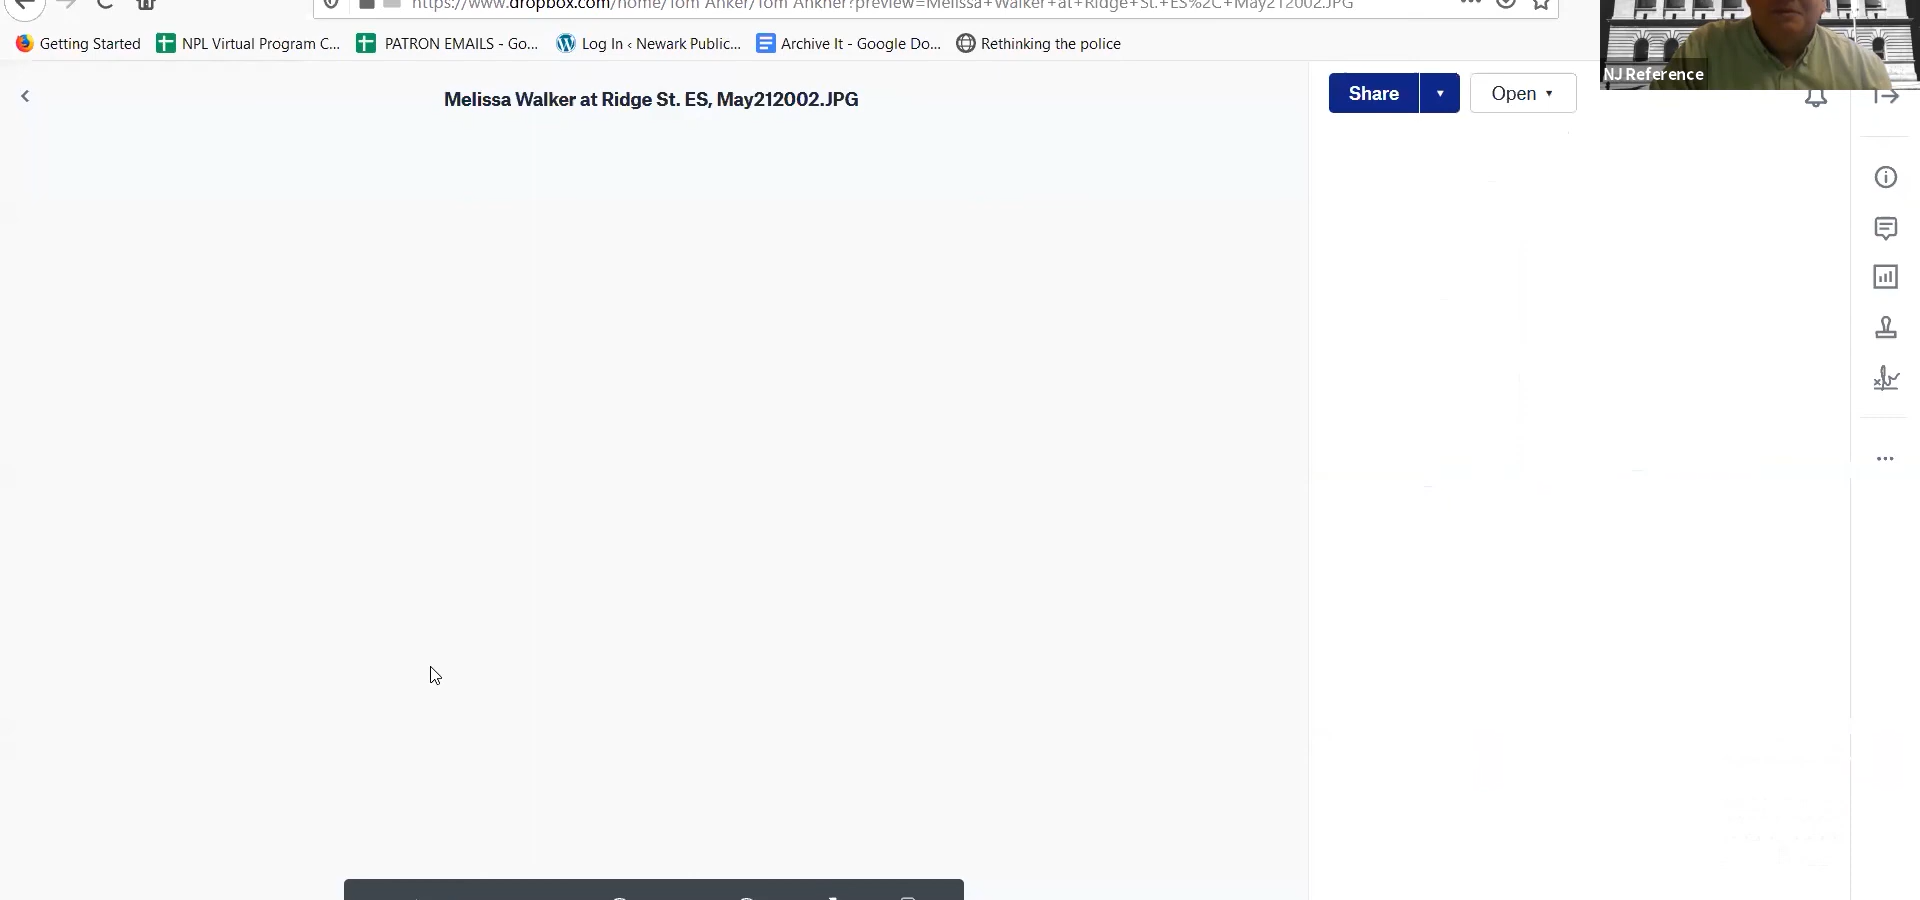 https://www.dropbox.com/home/Tom Anker/Tom Ankner?preview=Melissa+Walker+at+Ridge+St.+ES%2C+May212002.JPG
Getting Started NPL Virtual Program C... PATRON EMAILS - Go... Log In ‹ Newark Public... Archive It - Google Do... Rethinking the police
NJ Reference
Melissa Walker at Ridge St. ES, May212002.JPG
Share Open